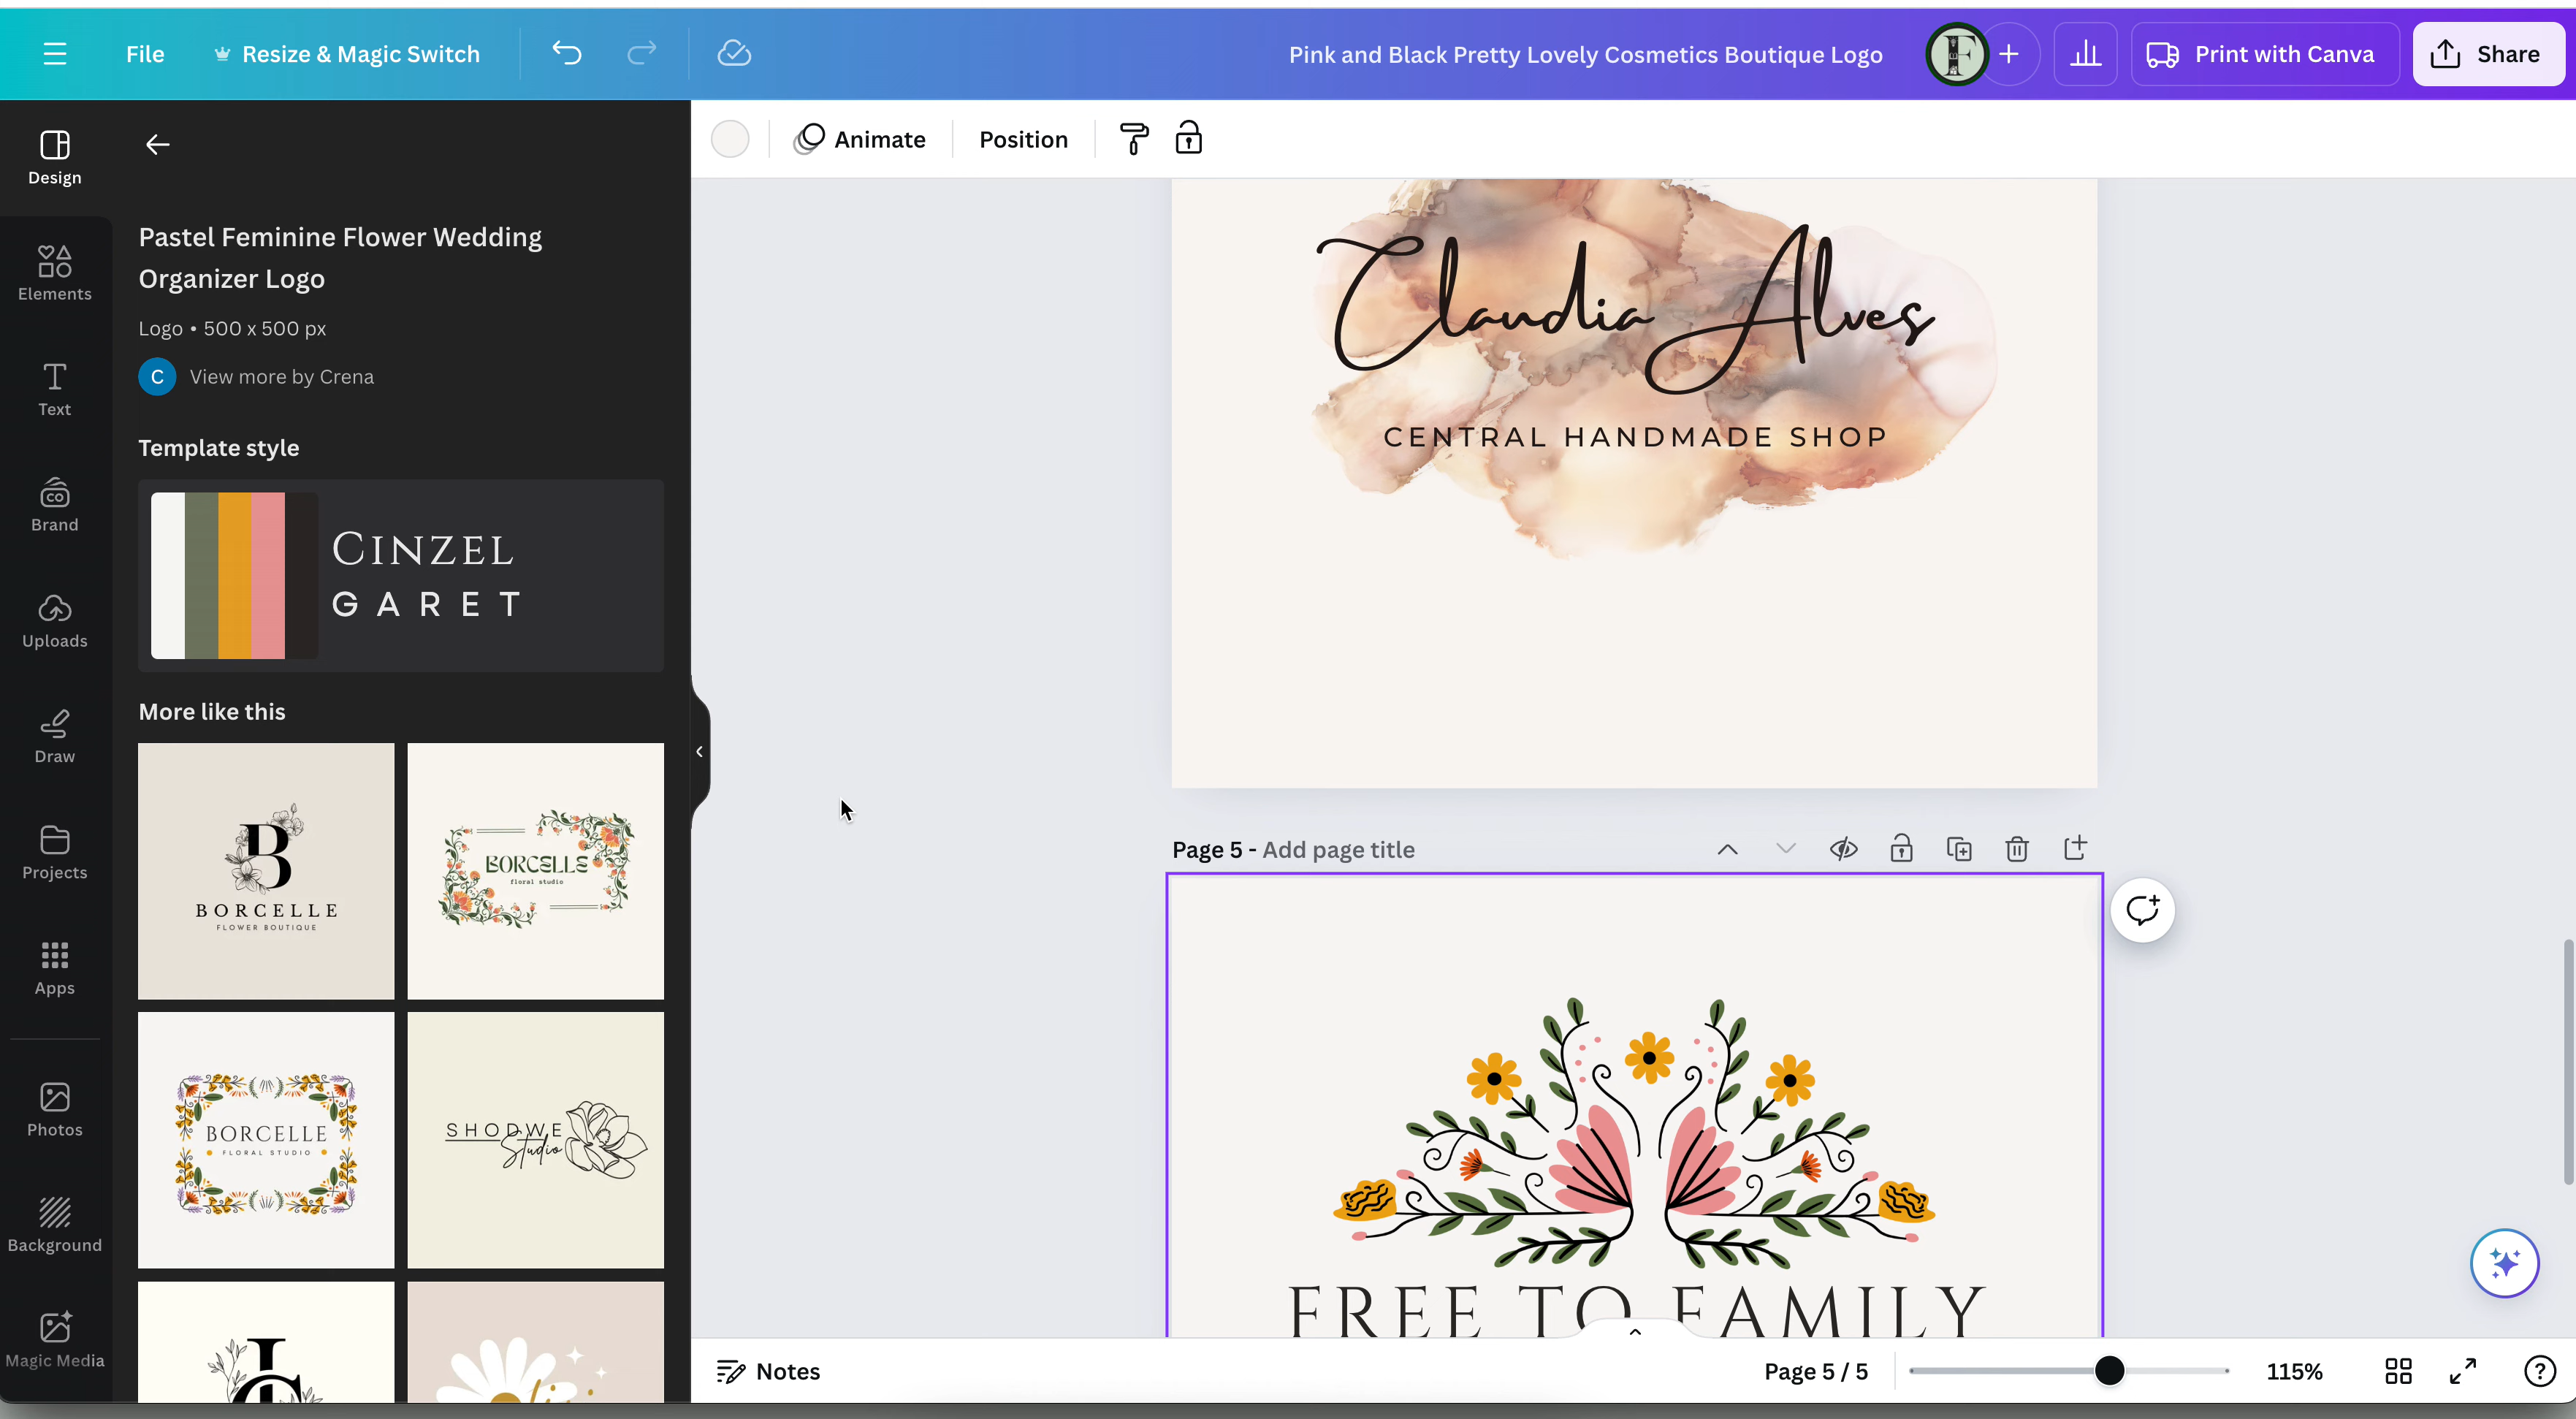 File
Resize & Magic Switch
Pink and Black Pretty Lovely Cosmetics Boutique Logo
F
Print with Canva
Share
Design
Elements
Text
CO
Brand
Uploads
Draw
Projects
Apps
Photos
Background
Magic Media
Pastel Feminine Flower Wedding
Organizer Logo
Logo • 500 x 500 px
C
View more by Crena
Template style
CINZEL
GARET
More like this
B
BORCELLE
FLOWER BOUTIQUE
BORCELLE
floral studio
BORCELLE
FLORAL STUDIO
SHODWE
Studio
Animate
Position
Claudia Alves
CENTRAL HANDMADE SHOP
Page 5 - Add page title
FREE TO FAMILY
Notes
Page 5 / 5
115%